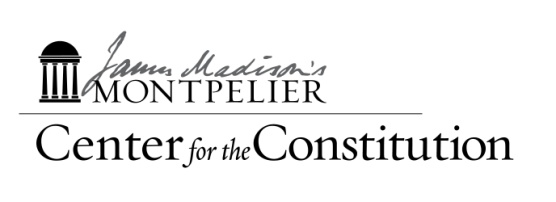 James Madison's
MONTPELIER
Center for the Constitution